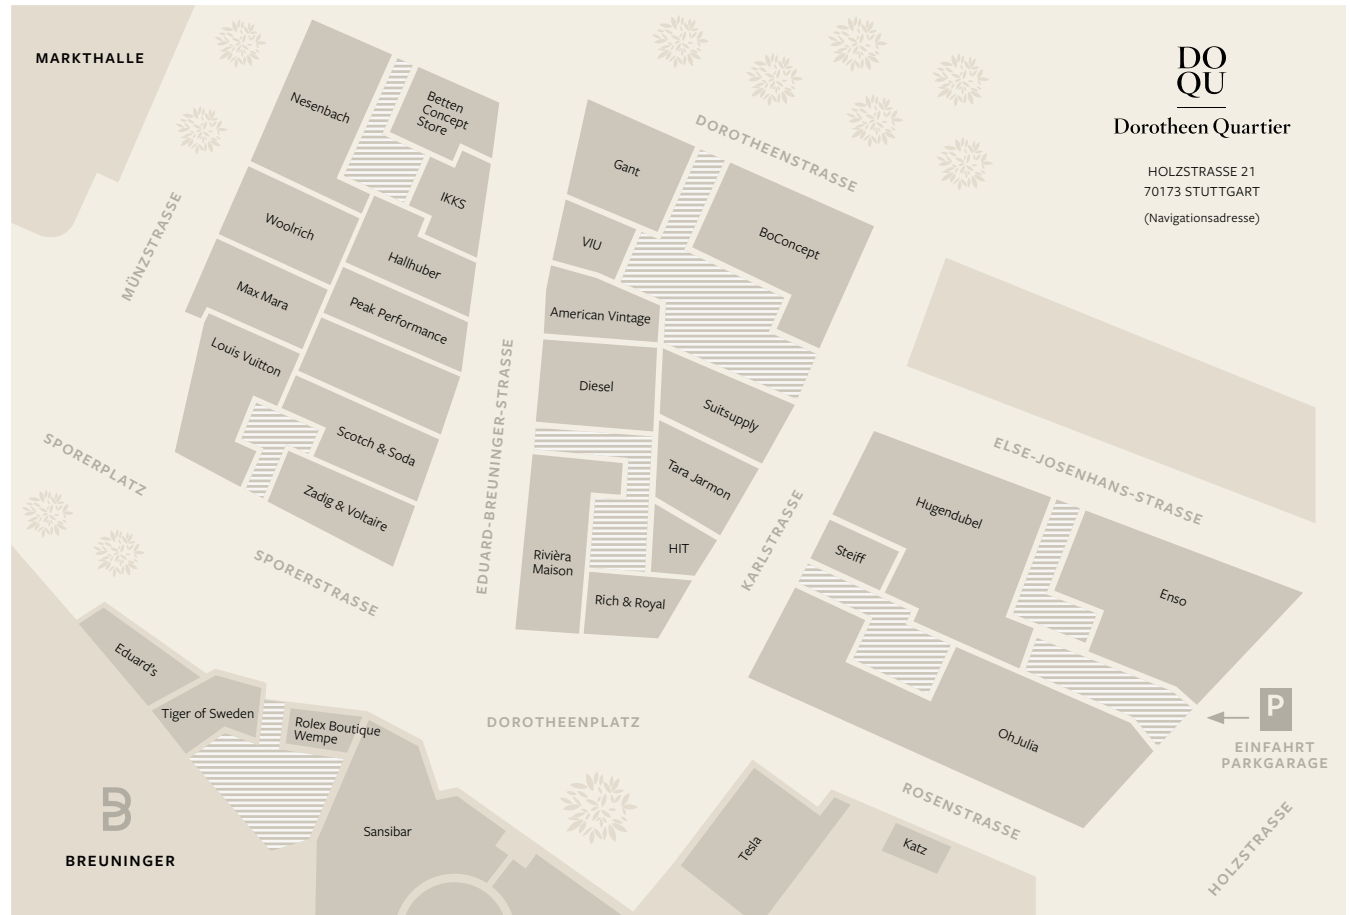 MARKTHALLE
DO
QU
Dorotheen Quartier
HOLZSTRASSE 21
70173 STUTTGART
(Navigationsadresse)
Nesenbach
Betten
Concept
Store
IKKS
Woolrich
Hallhuber
Max Mara
Peak Performance
Louis Vuitton
Scotch & Soda
Zadig & Voltaire
MÜNZSTRASSE
SPORERPLATZ
SPORERSTRASSE
EDUARD-BREUNINGER-STRASSE
DOROTHEENSTRASSE
Gant
VIU
BoConcept
American Vintage
Diesel
Suitsupply
Tara Jarmon
HIT
Rivièra
Maison
Rich & Royal
KARLSTRASSE
ELSE-JOSENHANS-STRASSE
Hugendubel
Steiff
Enso
OhJulia
P
EINFAHRT
PARKGARAGE
Eduard's
Tiger of Sweden
Rolex Boutique
Wempe
DOROTHEENPLATZ
Sansibar
B
BREUNINGER
Tesla
Katz
ROSENSTRASSE
HOLZSTRASSE